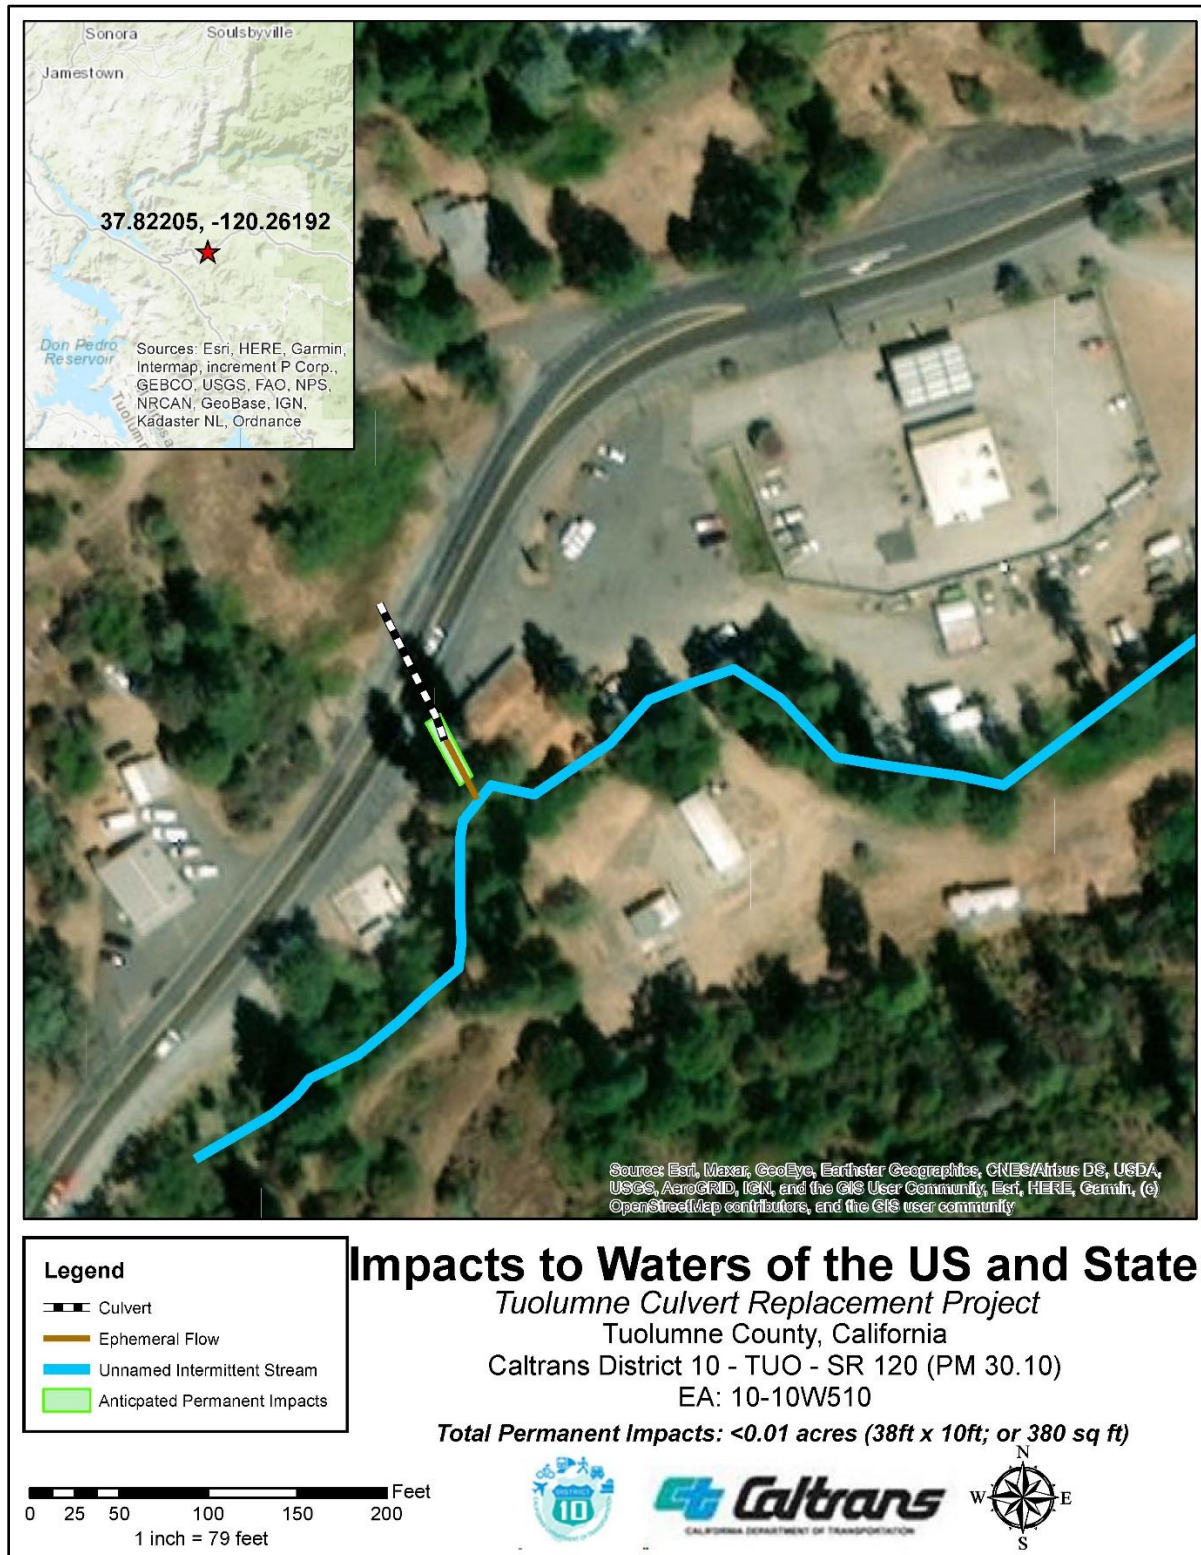 Sonora
Soulsbyville
Jamestown
37.82205, -120.26192
Don Pedro
Reservoir
Sources: Esri, HERE, Garmin,
Intermap, increment P Corp.,
GEBCO, USGS, FAO, NPS,
NRCAN, GeoBase, IGN,
Kadaster NL, Ordnance
Source: Esri, Maxar, GeoEye, Earthstar Geographics, CNES/Airbus DS, USDA,
USGS, AeroGRID, IGN, and the GIS User Community, Esri, HERE, Garmin, (c)
OpenStreetMap contributors, and the GIS user community
Legend
Culvert
Ephemeral Flow
Unnamed Intermittent Stream
Anticpated Permanent Impacts
Impacts to Waters of the US and State
Tuolumne Culvert Replacement Project
Tuolumne County, California
Caltrans District 10 - TUO - SR 120 (PM 30.10)
EA: 10-10W510
Total Permanent Impacts: <0.01 acres (38ft x 10ft; or 380 sq ft)
Feet
0 25 50 100 150 200
1 inch = 79 feet
DISTRICT
10
Caltrans
CALIFORNIA DEPARTMENT OF TRANSPORTATION
N
W E
S